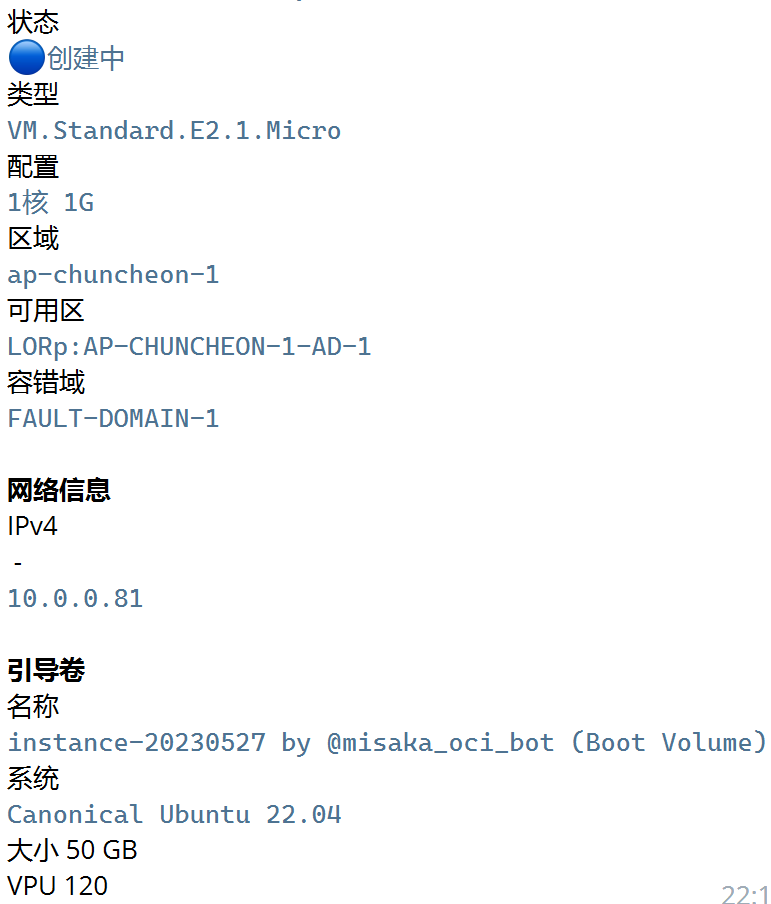 状态
创建中
类型
VM.Standard.E2.1.Micro
配置
1核 1G
区域
ap-chuncheon-1
可用区
LORp:AP-CHUNCHEON-1-AD-1
容错域
FAULT-DOMAIN-1
网络信息
IPv4
-
10.0.0.81
引导卷
名称
instance-20230527 by @misaka_oci_bot (Boot Volume)
系统
Canonical Ubuntu 22.04
大小 50 GB
VPU 120
22:1